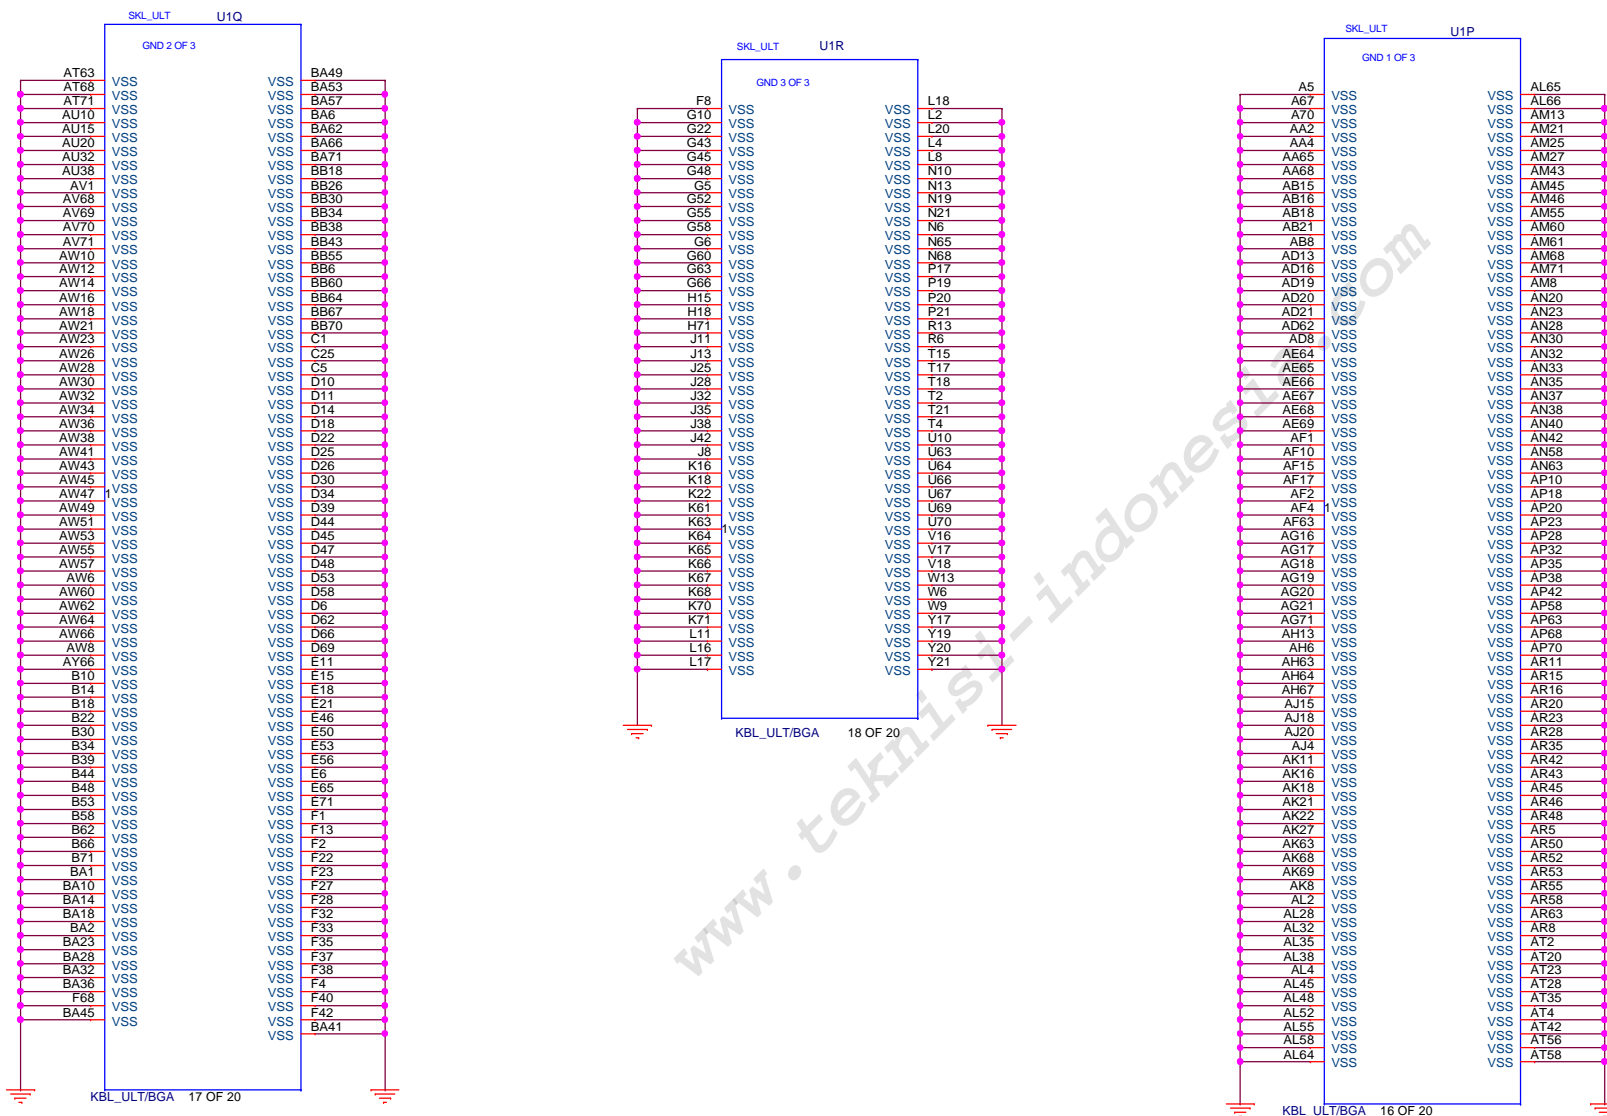 SKL_ULT U1Q
GND 2 OF 3
AT63 VSS VSS BA49
AT68 VSS VSS BA53
AT71 VSS VSS BA57
AU10 VSS VSS BA6
AU15 VSS VSS BA62
AU20 VSS VSS BA66
AU32 VSS VSS BA71
AU38 VSS VSS BB18
AV1 VSS VSS BB26
AV68 VSS VSS BB30
AV69 VSS VSS BB34
AV70 VSS VSS BB38
AV71 VSS VSS BB43
AW10 VSS VSS BB55
AW12 VSS VSS BB6
AW14 VSS VSS BB60
AW16 VSS VSS BB64
AW18 VSS VSS BB67
AW21 VSS VSS BB70
AW23 VSS VSS C1
AW26 VSS VSS C25
AW28 VSS VSS C5
AW30 VSS VSS D10
AW32 VSS VSS D11
AW34 VSS VSS D14
AW36 VSS VSS D18
AW38 VSS VSS D22
AW41 VSS VSS D25
AW43 VSS VSS D26
AW45 VSS VSS D30
AW47 1 VSS VSS D34
AW49 VSS VSS D39
AW51 VSS VSS D44
AW53 VSS VSS D45
AW55 VSS VSS D47
AW57 VSS VSS D48
AW6 VSS VSS D53
AW60 VSS VSS D58
AW62 VSS VSS D6
AW64 VSS VSS D62
AW66 VSS VSS D66
AW8 VSS VSS D69
AY66 VSS VSS E11
B10 VSS VSS E15
B14 VSS VSS E18
B18 VSS VSS E21
B22 VSS VSS E46
B30 VSS VSS E50
B34 VSS VSS E53
B39 VSS VSS E56
B44 VSS VSS E6
B48 VSS VSS E65
B53 VSS VSS E71
B58 VSS VSS F1
B62 VSS VSS F13
B66 VSS VSS F2
B71 VSS VSS F22
BA1 VSS VSS F23
BA10 VSS VSS F27
BA14 VSS VSS F28
BA18 VSS VSS F32
BA2 VSS VSS F33
BA23 VSS VSS F35
BA28 VSS VSS F37
BA32 VSS VSS F38
BA36 VSS VSS F4
F68 VSS VSS F40
BA45 VSS VSS F42
VSS BA41
KBL_ULT/BGA 17 OF 20
SKL_ULT U1R
GND 3 OF 3
F8 VSS VSS L18
G10 VSS VSS L2
G22 VSS VSS L20
G43 VSS VSS L4
G45 VSS VSS L8
G48 VSS VSS N10
G5 VSS VSS N13
G52 VSS VSS N19
G55 VSS VSS N21
G58 VSS VSS N6
G6 VSS VSS N65
G60 VSS VSS N68
G63 VSS VSS P17
G66 VSS VSS P19
H15 VSS VSS P20
H18 VSS VSS P21
H71 VSS VSS R13
J11 VSS VSS R6
J13 VSS VSS T15
J25 VSS VSS T17
J28 VSS VSS T18
J32 VSS VSS T2
J35 VSS VSS T21
J38 VSS VSS T4
J42 VSS VSS U10
J8 VSS VSS U63
K16 VSS VSS U64
K18 VSS VSS U66
K22 VSS VSS U67
K61 VSS VSS U69
K63 1 VSS VSS U70
K64 VSS VSS V16
K65 VSS VSS V17
K66 VSS VSS V18
K67 VSS VSS W13
K68 VSS VSS W6
K70 VSS VSS W9
K71 VSS VSS Y17
L11 VSS VSS Y19
L16 VSS VSS Y20
L17 VSS VSS Y21
KBL_ULT/BGA 18 OF 20
SKL_ULT U1P
GND 1 OF 3
A5 VSS VSS AL65
A67 VSS VSS AL66
A70 VSS VSS AM13
AA2 VSS VSS AM21
AA4 VSS VSS AM25
AA65 VSS VSS AM27
AA68 VSS VSS AM43
AB15 VSS VSS AM45
AB16 VSS VSS AM46
AB18 VSS VSS AM55
AB21 VSS VSS AM60
AB8 VSS VSS AM61
AD13 VSS VSS AM68
AD16 VSS VSS AM71
AD19 VSS VSS AM8
AD20 VSS VSS AN20
AD21 VSS VSS AN23
AD62 VSS VSS AN28
AD8 VSS VSS AN30
AE64 VSS VSS AN32
AE65 VSS VSS AN33
AE66 VSS VSS AN35
AE67 VSS VSS AN37
AE68 VSS VSS AN38
AE69 VSS VSS AN40
AF1 VSS VSS AN42
AF10 VSS VSS AN58
AF15 VSS VSS AN63
AF17 VSS VSS AP10
AF2 VSS VSS AP18
AF4 1 VSS VSS AP20
AF63 VSS VSS AP23
AG16 VSS VSS AP28
AG17 VSS VSS AP32
AG18 VSS VSS AP35
AG19 VSS VSS AP38
AG20 VSS VSS AP42
AG21 VSS VSS AP58
AG71 VSS VSS AP63
AH13 VSS VSS AP68
AH6 VSS VSS AP70
AH63 VSS VSS AR11
AH64 VSS VSS AR15
AH67 VSS VSS AR16
AJ15 VSS VSS AR20
AJ18 VSS VSS AR23
AJ20 VSS VSS AR28
AJ4 VSS VSS AR35
AK11 VSS VSS AR42
AK16 VSS VSS AR43
AK18 VSS VSS AR45
AK21 VSS VSS AR46
AK22 VSS VSS AR48
AK27 VSS VSS AR5
AK63 VSS VSS AR50
AK68 VSS VSS AR52
AK69 VSS VSS AR53
AK8 VSS VSS AR55
AL2 VSS VSS AR58
AL28 VSS VSS AR63
AL32 VSS VSS AR8
AL35 VSS VSS AT2
AL38 VSS VSS AT20
AL4 VSS VSS AT23
AL45 VSS VSS AT28
AL48 VSS VSS AT35
AL52 VSS VSS AT4
AL55 VSS VSS AT42
AL58 VSS VSS AT56
AL64 VSS VSS AT58
KBL_ULT/BGA 16 OF 20
www.teknisi-indonesia.com